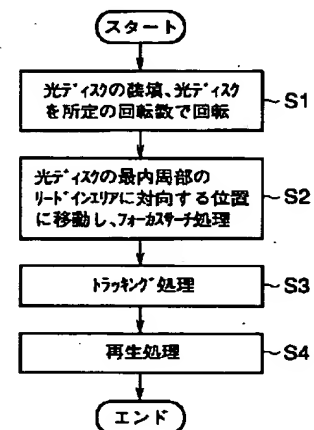 スタート
光ディスクの装填、光ディスク
を所定の回転数で回転
S1
光ディスクの最内周部の
リードインエリアに対向する位置
に移動し、フォーカスサーチ処理
S2
トラッキング処理
S3
再生処理
S4
エンド